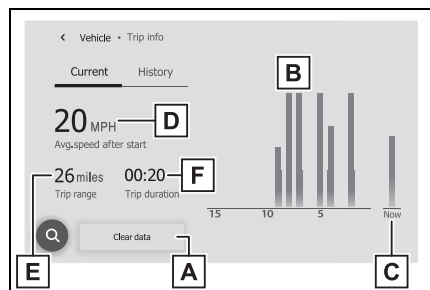 < Vehicle • Trip info
Current History
B
20 MPH D
Avg.speed after start
26 miles 00:20 F
Trip range Trip duration
15 10 5 Now
Clear data
E A C